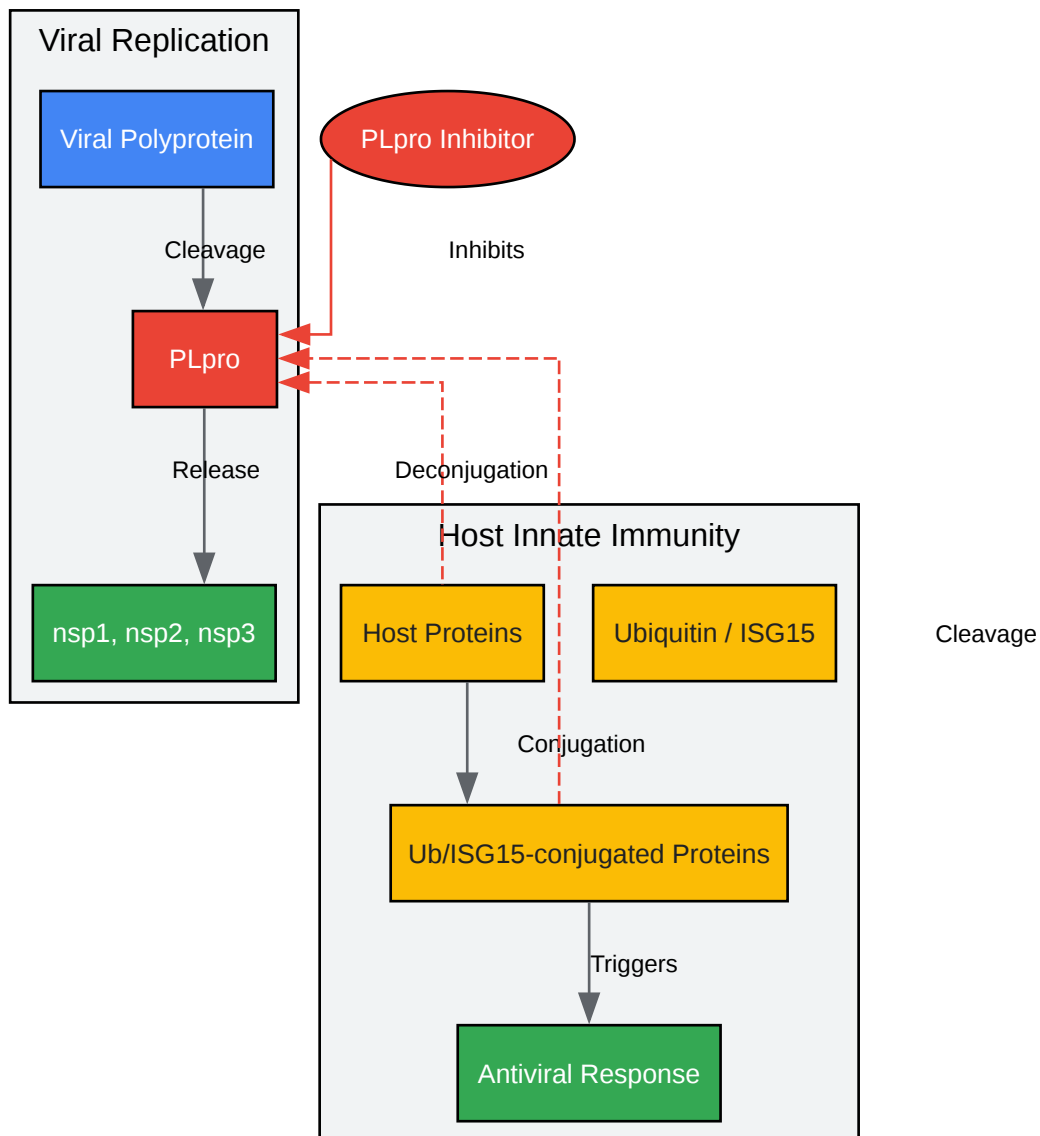 Viral Replication
Viral Polyprotein
PLpro Inhibitor
Cleavage
Inhibits
PLpro
Release
Deconjugation
Host Innate Immunity
nsp1, nsp2, nsp3
Host Proteins
Ubiquitin / ISG15
Cleavage
Conjugation
Ub/ISG15-conjugated Proteins
Triggers
Antiviral Response